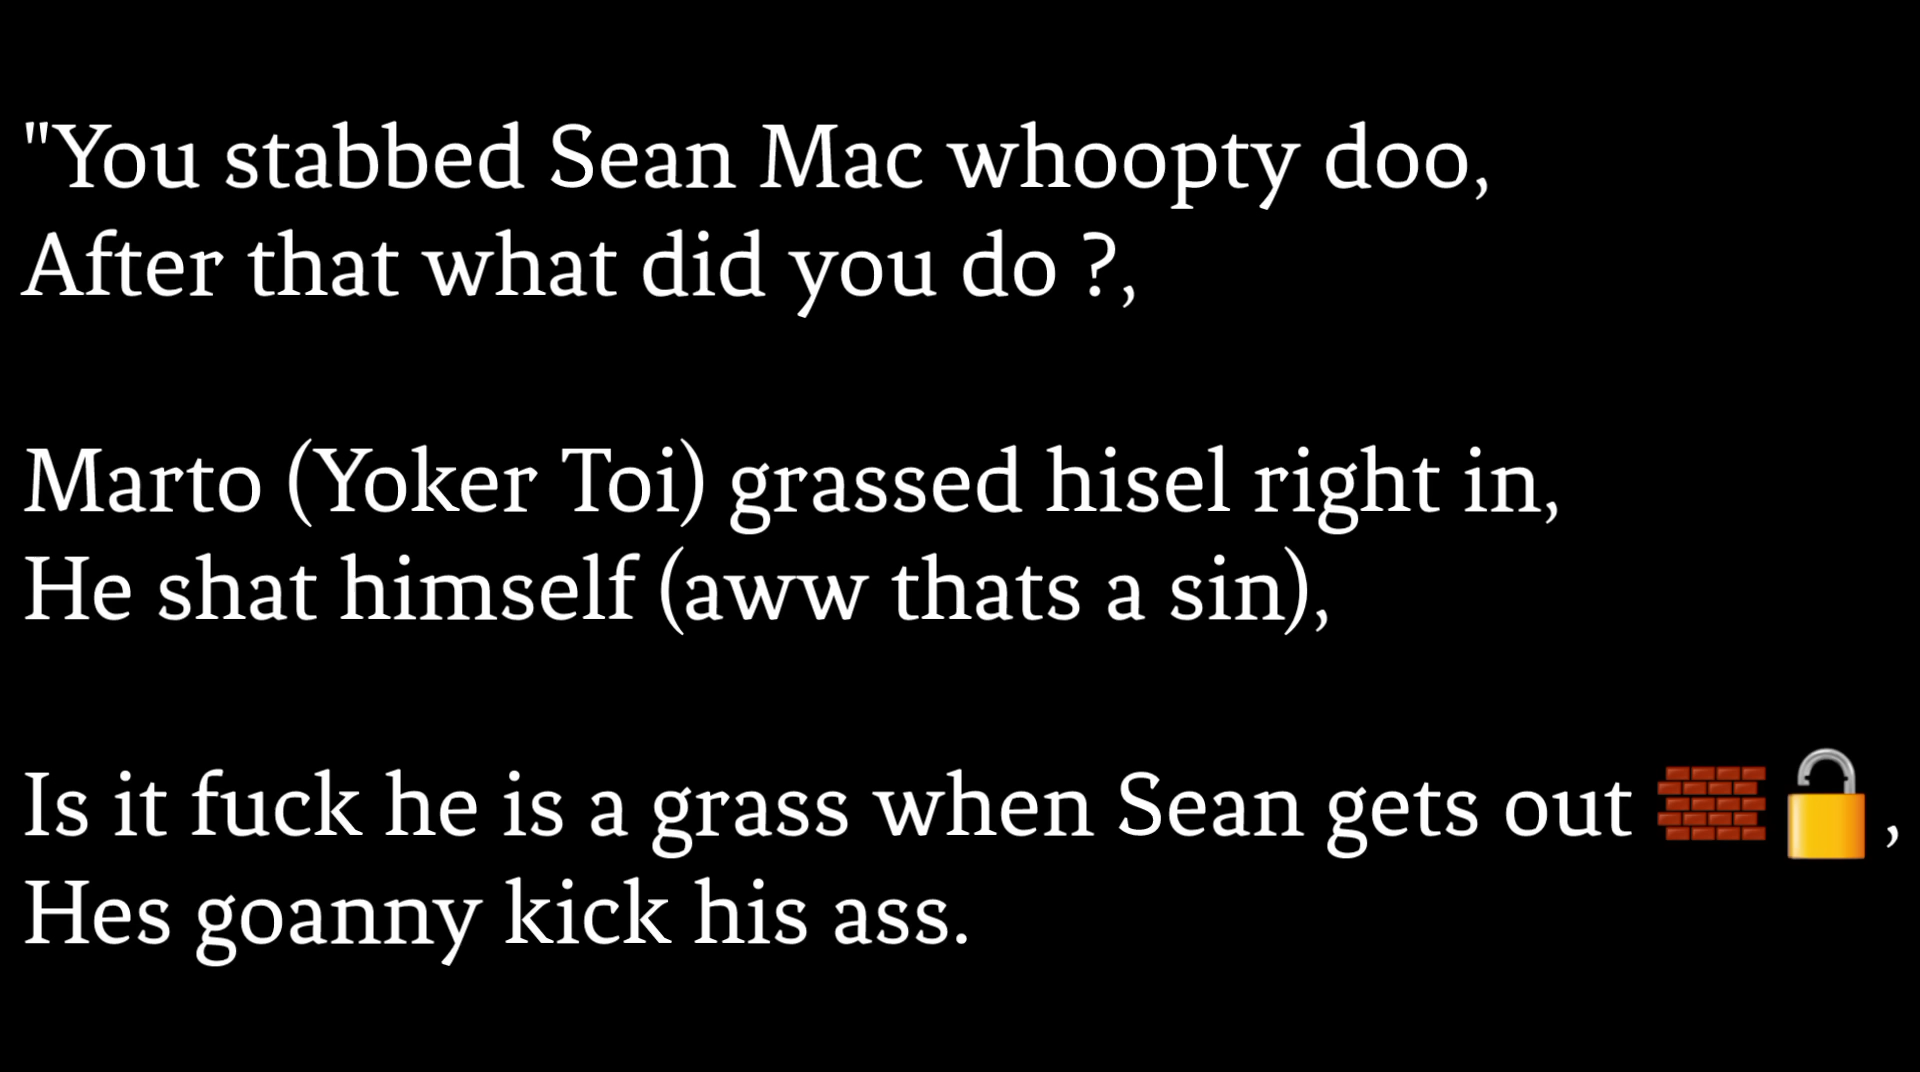 "You stabbed Sean Mac whoopty doo,
After that what did you do ?,
Marto (Yoker Toi) grassed hisel right in,
He shat himself (aww thats a sin),
Is it fuck he is a grass when Sean gets out 🧱🔓,
Hes goanny kick his ass.